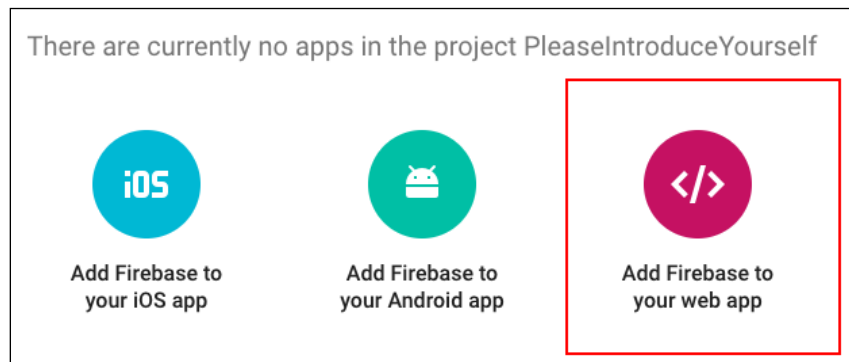 There are currently no apps in the project PleaseIntroduceYourself
iOS
</>
Add Firebase to
your iOS app
Add Firebase to
your Android app
Add Firebase to
your web app